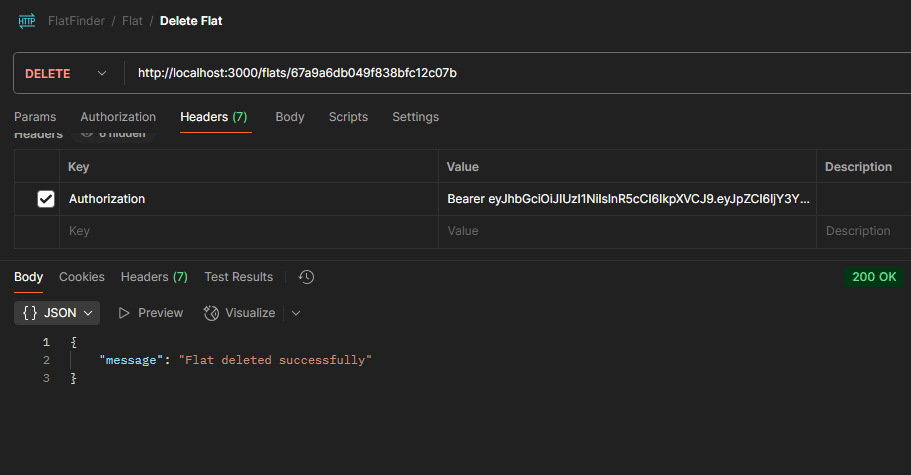 HTTP FlatFinder / Flat / Delete Flat
DELETE http://localhost:3000/flats/67a9a6db049f838bfc12c07b
Params Authorization Headers (7) Body Scripts Settings
Headers 6 hidden
Key Value Description
Authorization Bearer eyJhbGciOiJIUzI1NiIsInR5cCI6IkpXVCJ9.eyJpZCI6IjY3Y...
Key Value Description
Body Cookies Headers (7) Test Results 200 OK
{} JSON Preview Visualize
1 {
2 "message": "Flat deleted successfully"
3 }